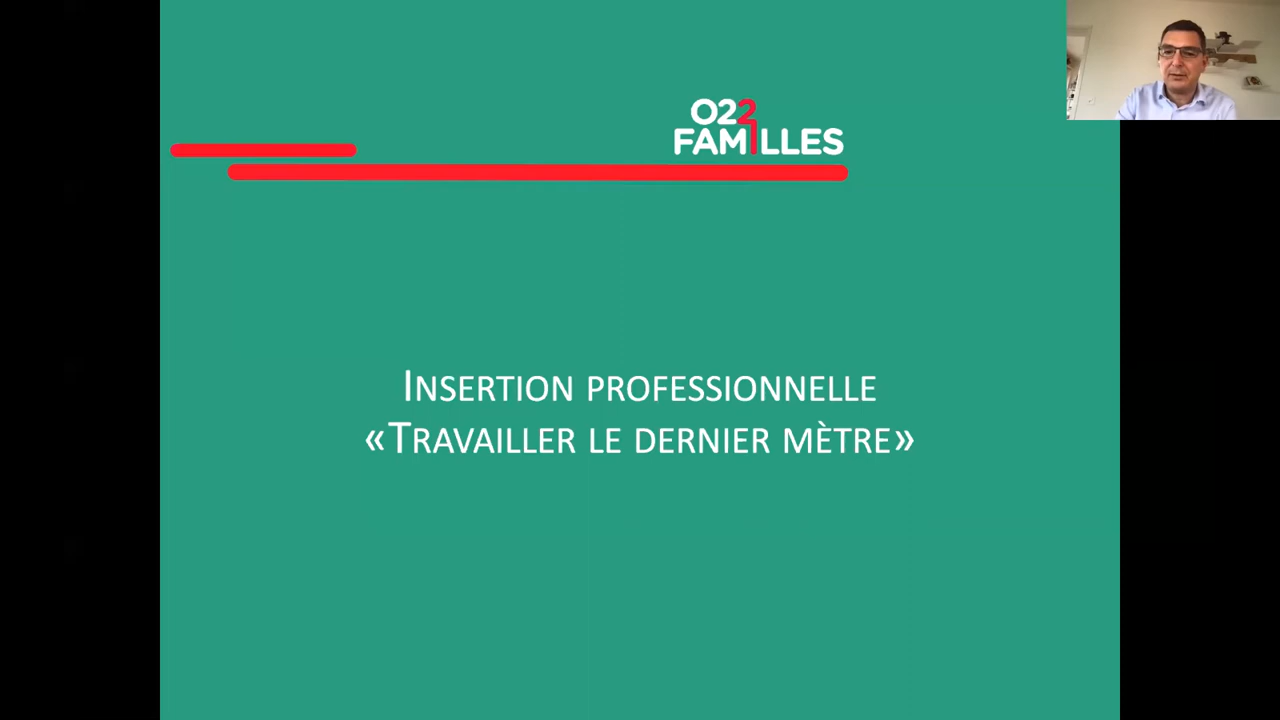 O22
FAMILLES
INSERTION PROFESSIONNELLE
«TRAVAILLER LE DERNIER MÈTRE»